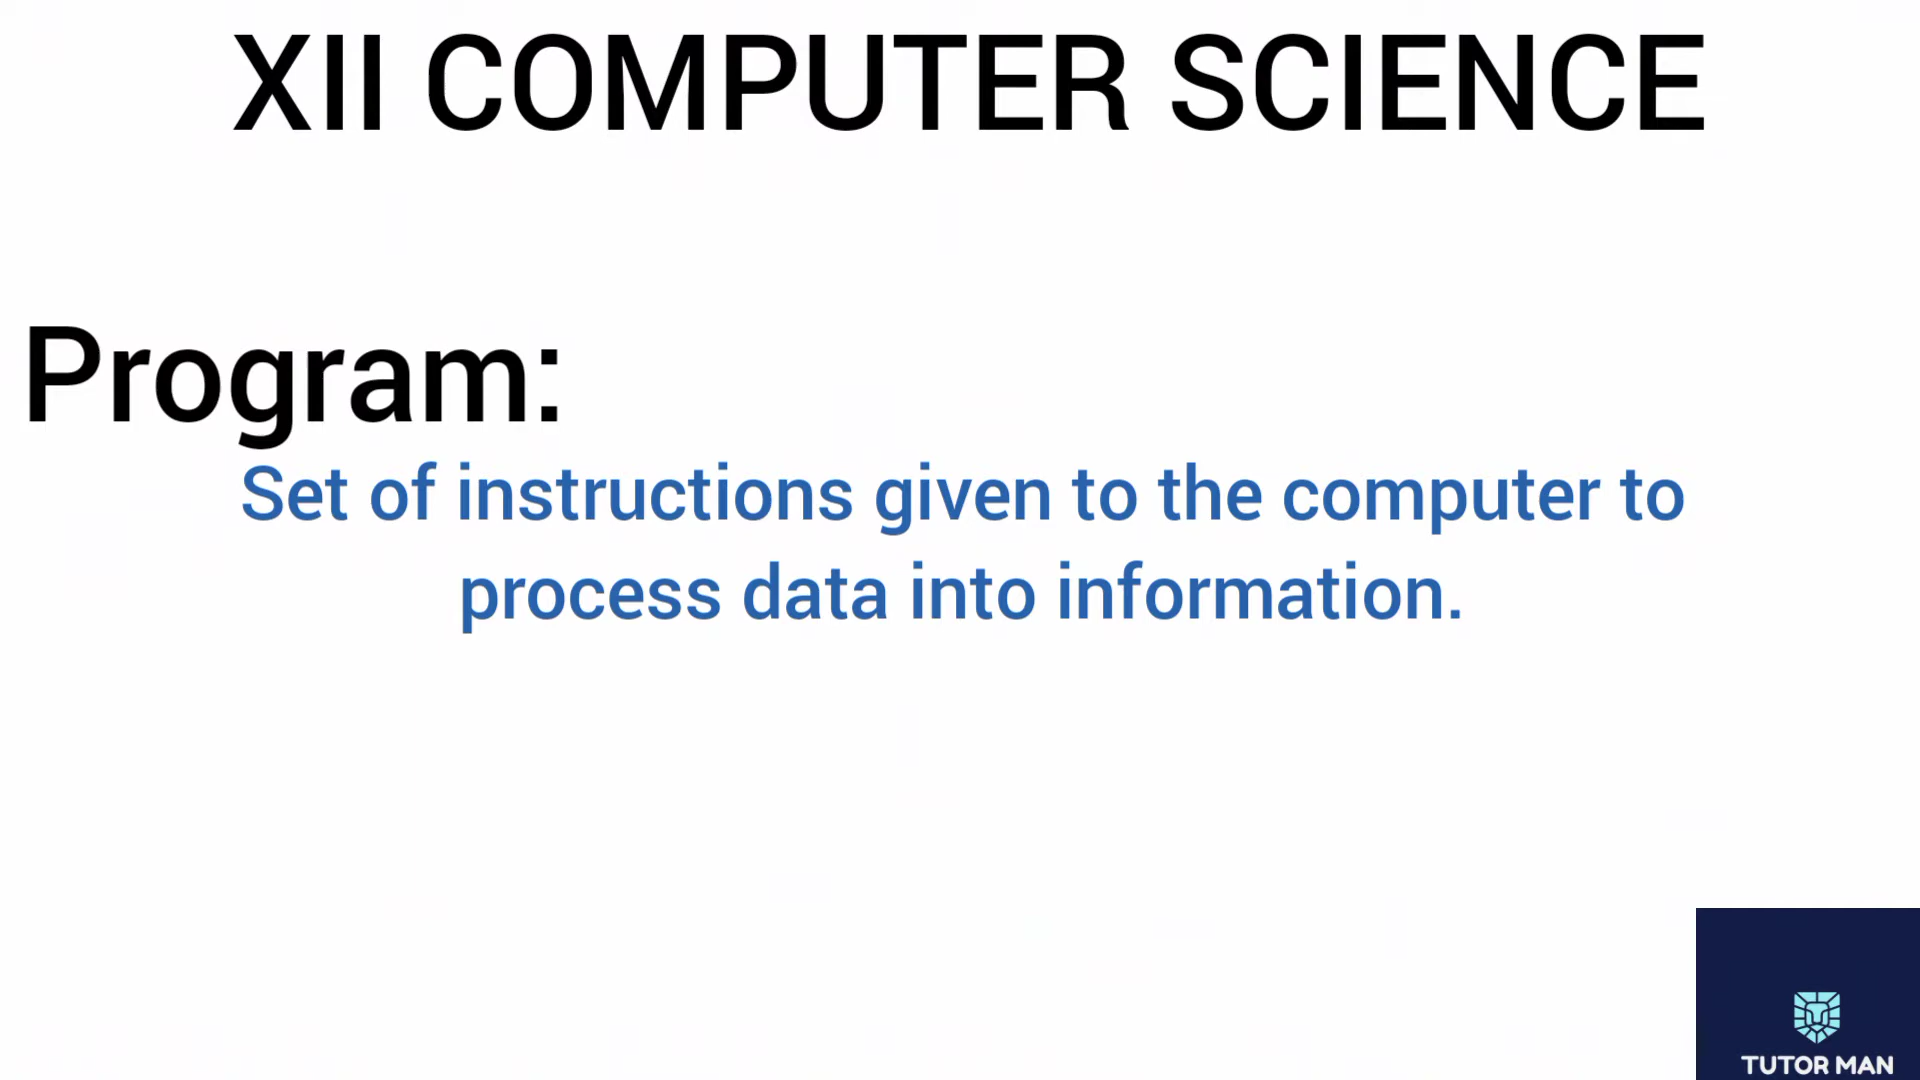 XII COMPUTER SCIENCE
Program:
Set of instructions given to the computer to
process data into information.
TUTOR MAN